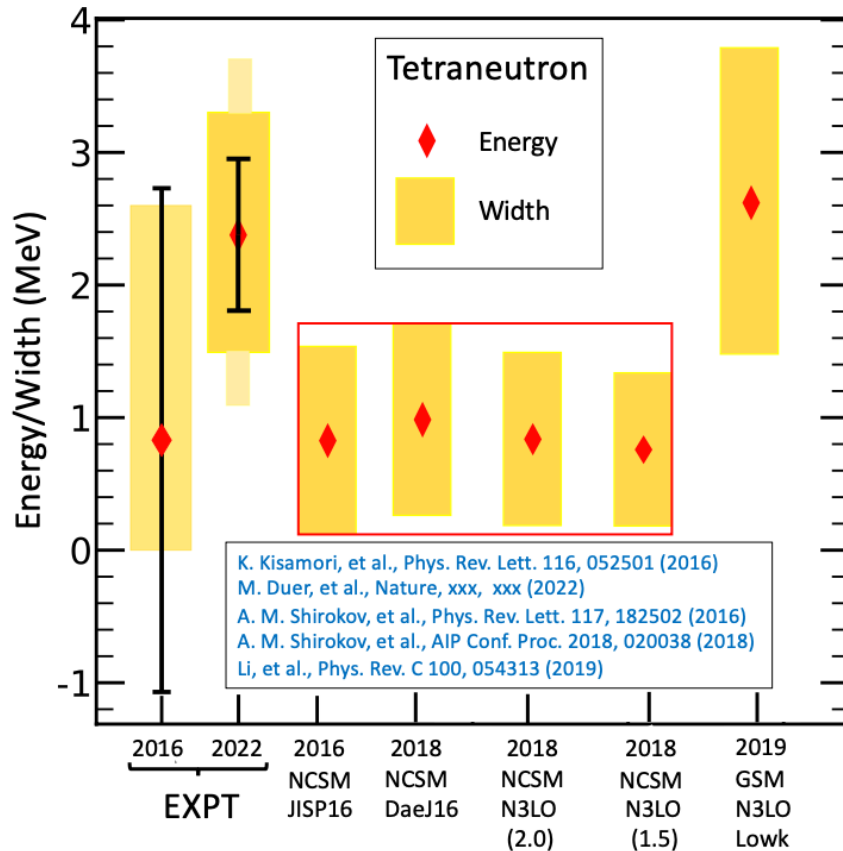 4
3
2
1
0
-1
Energy/Width (MeV)
Tetraneutron
Energy
Width
K. Kisamori, et al., Phys. Rev. Lett. 116, 052501 (2016)
M. Duer, et al., Nature, xxx, xxx (2022)
A. M. Shirokov, et al., Phys. Rev. Lett. 117, 182502 (2016)
A. M. Shirokov, et al., AIP Conf. Proc. 2018, 020038 (2018)
Li, et al., Phys. Rev. C 100, 054313 (2019)
2016
2022
EXPT
2016
NCSM
JISP16
2018
NCSM
DaeJ16
2018
NCSM
N3LO
(2.0)
2018
NCSM
N3LO
(1.5)
2019
GSM
N3LO
Lowk